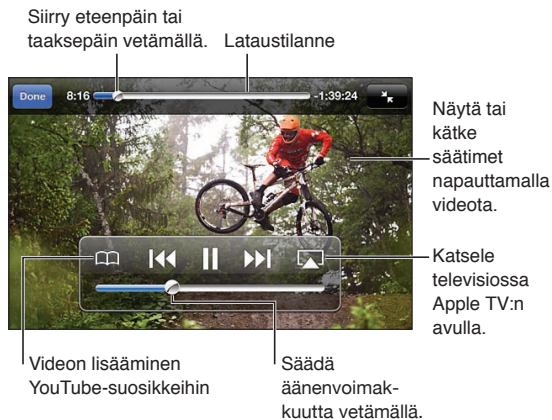 Siirry eteenpäin tai
taaksepäin vetämällä.
Lataustilanne
Done
8:16
-1:39:24
Näytä tai
kätke
säätimet
napauttamalla
videota.
Katsele
televisiossa
Apple TV:n
avulla.
Videon lisääminen
YouTube-suosikkeihin
Säädä
äänenvoimak-
kuutta vetämällä.